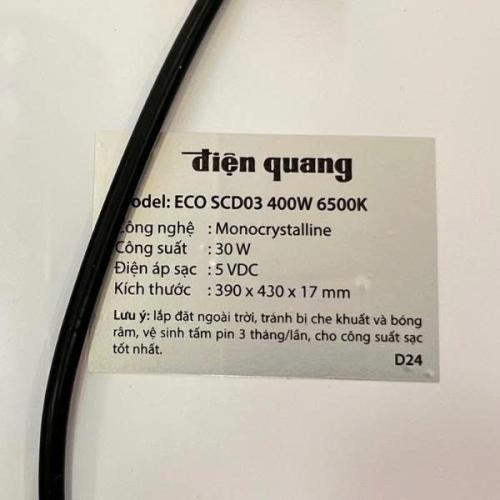 điện quang
Model: ECO SCD03 400W 6500K
Công nghệ : Monocrystalline
Công suất : 30 W
Điện áp sạc : 5 VDC
Kích thước : 390 x 430 x 17 mm
Lưu ý: lắp đặt ngoài trời, tránh bị che khuất và bóng
râm, vệ sinh tấm pin 3 tháng/lần, cho công suất sạc
tốt nhất.
D24